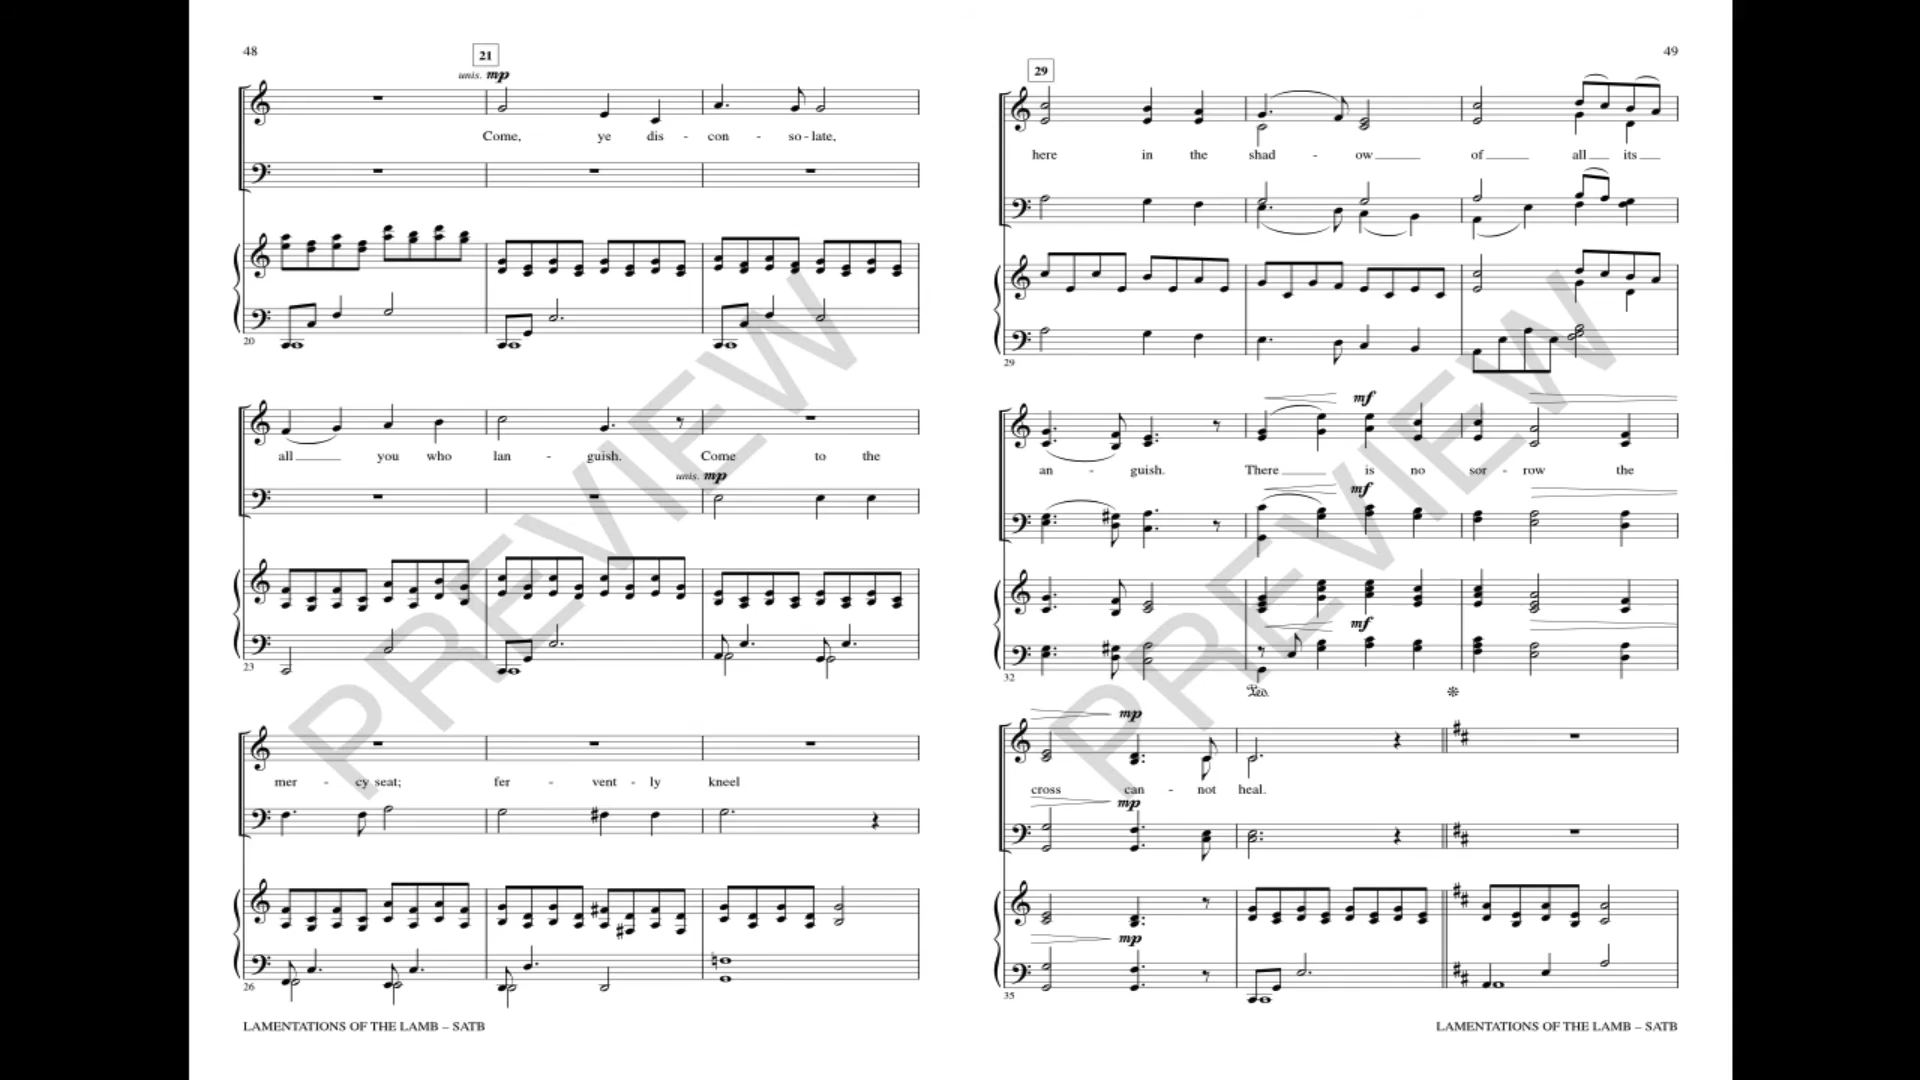 48
21
unis. mp
Come, ye dis - con - so - late,
20
all you who lan - guish. Come to the
unis. mp
23
mer - cy seat; fer - vent - ly kneel
26
LAMENTATIONS OF THE LAMB – SATB
49
29
here in the shad - ow of all its
29
mf
an - guish. There is no sor - row the
mf
mf
32
Ped.
mp
cross can - not heal.
mp
mp
35
LAMENTATIONS OF THE LAMB – SATB
PREVIEW
PREVIEW